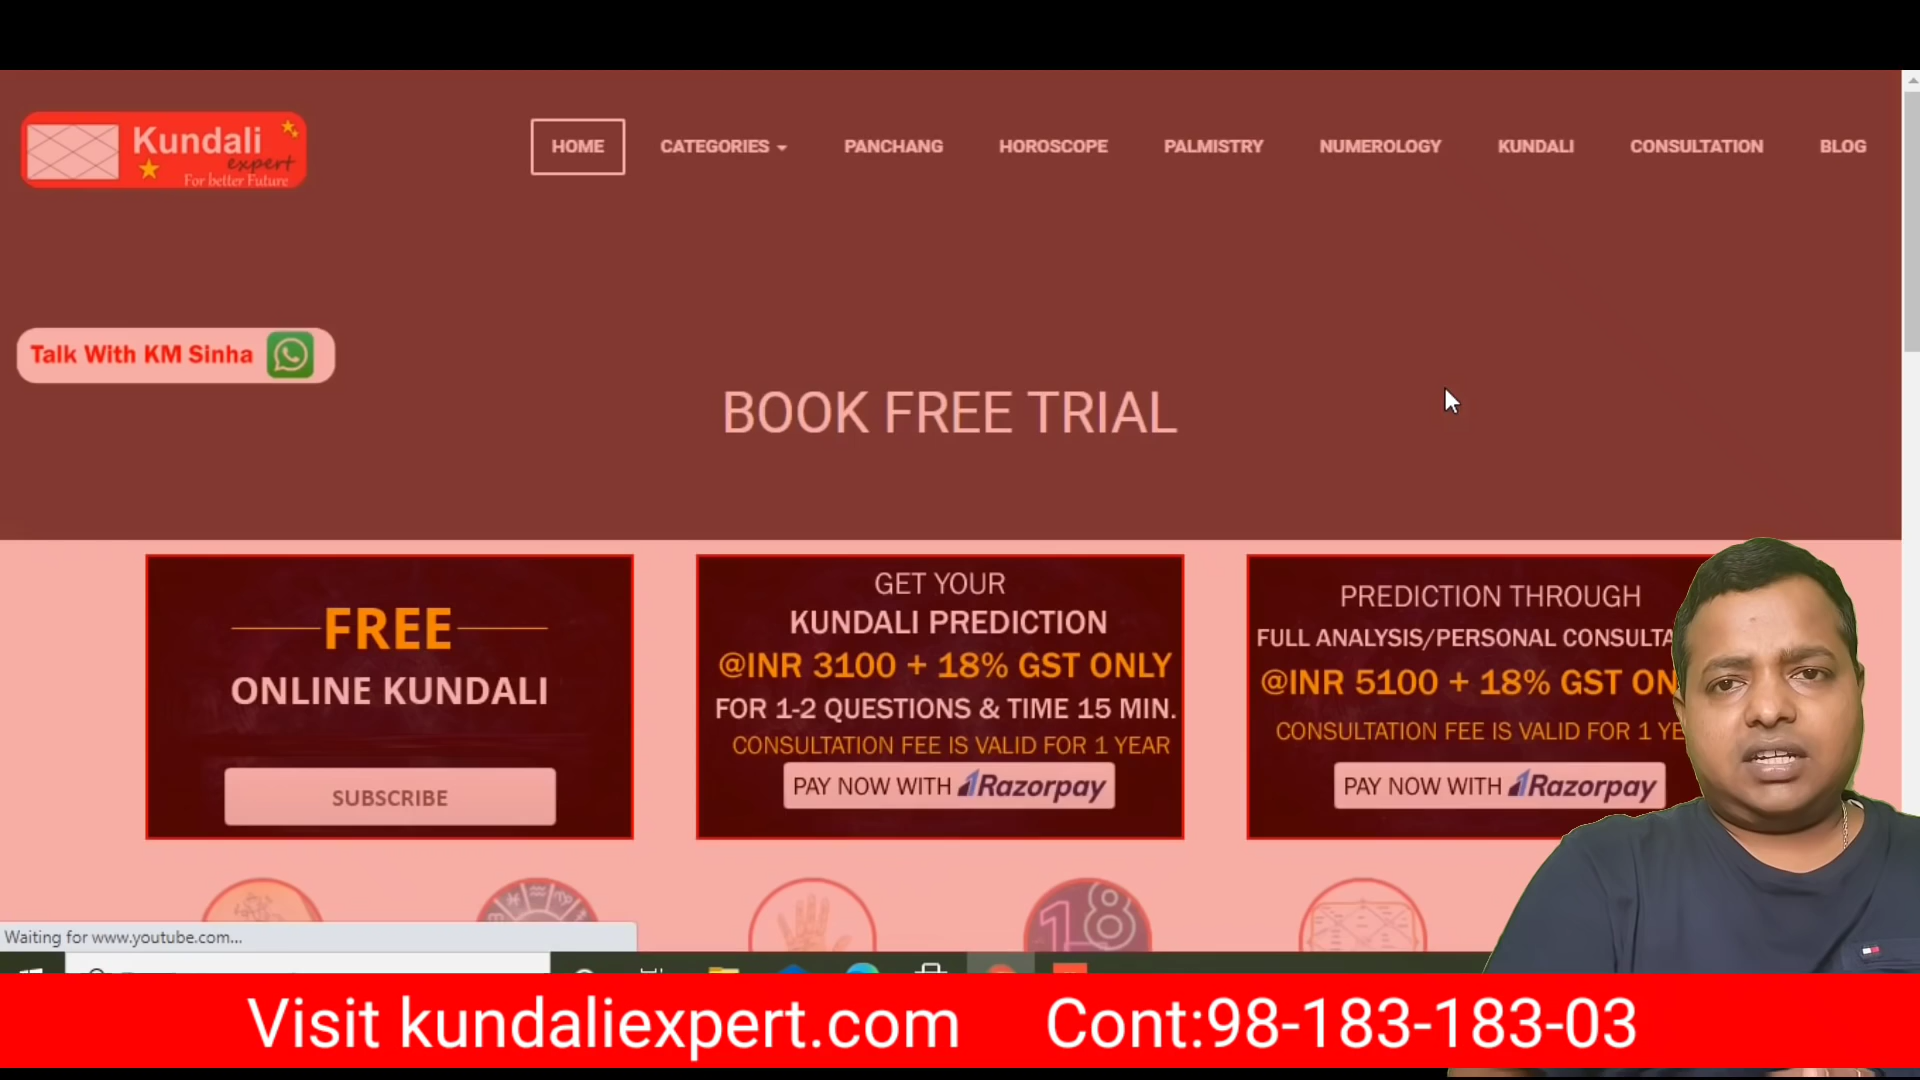 Kundali
expert
For better Future
HOME CATEGORIES PANCHANG HOROSCOPE PALMISTRY NUMEROLOGY KUNDALI CONSULTATION BLOG
Talk With KM Sinha
BOOK FREE TRIAL
FREE
ONLINE KUNDALI
SUBSCRIBE
GET YOUR
KUNDALI PREDICTION
@INR 3100 + 18% GST ONLY
FOR 1-2 QUESTIONS & TIME 15 MIN.
CONSULTATION FEE IS VALID FOR 1 YEAR
PAY NOW WITH Razorpay
PREDICTION THROUGH
FULL ANALYSIS/PERSONAL CONSULTA
@INR 5100 + 18% GST ON
CONSULTATION FEE IS VALID FOR 1 YE
PAY NOW WITH Razorpay
18
Waiting for www.youtube.com...
Visit kundaliexpert.com Cont:98-183-183-03